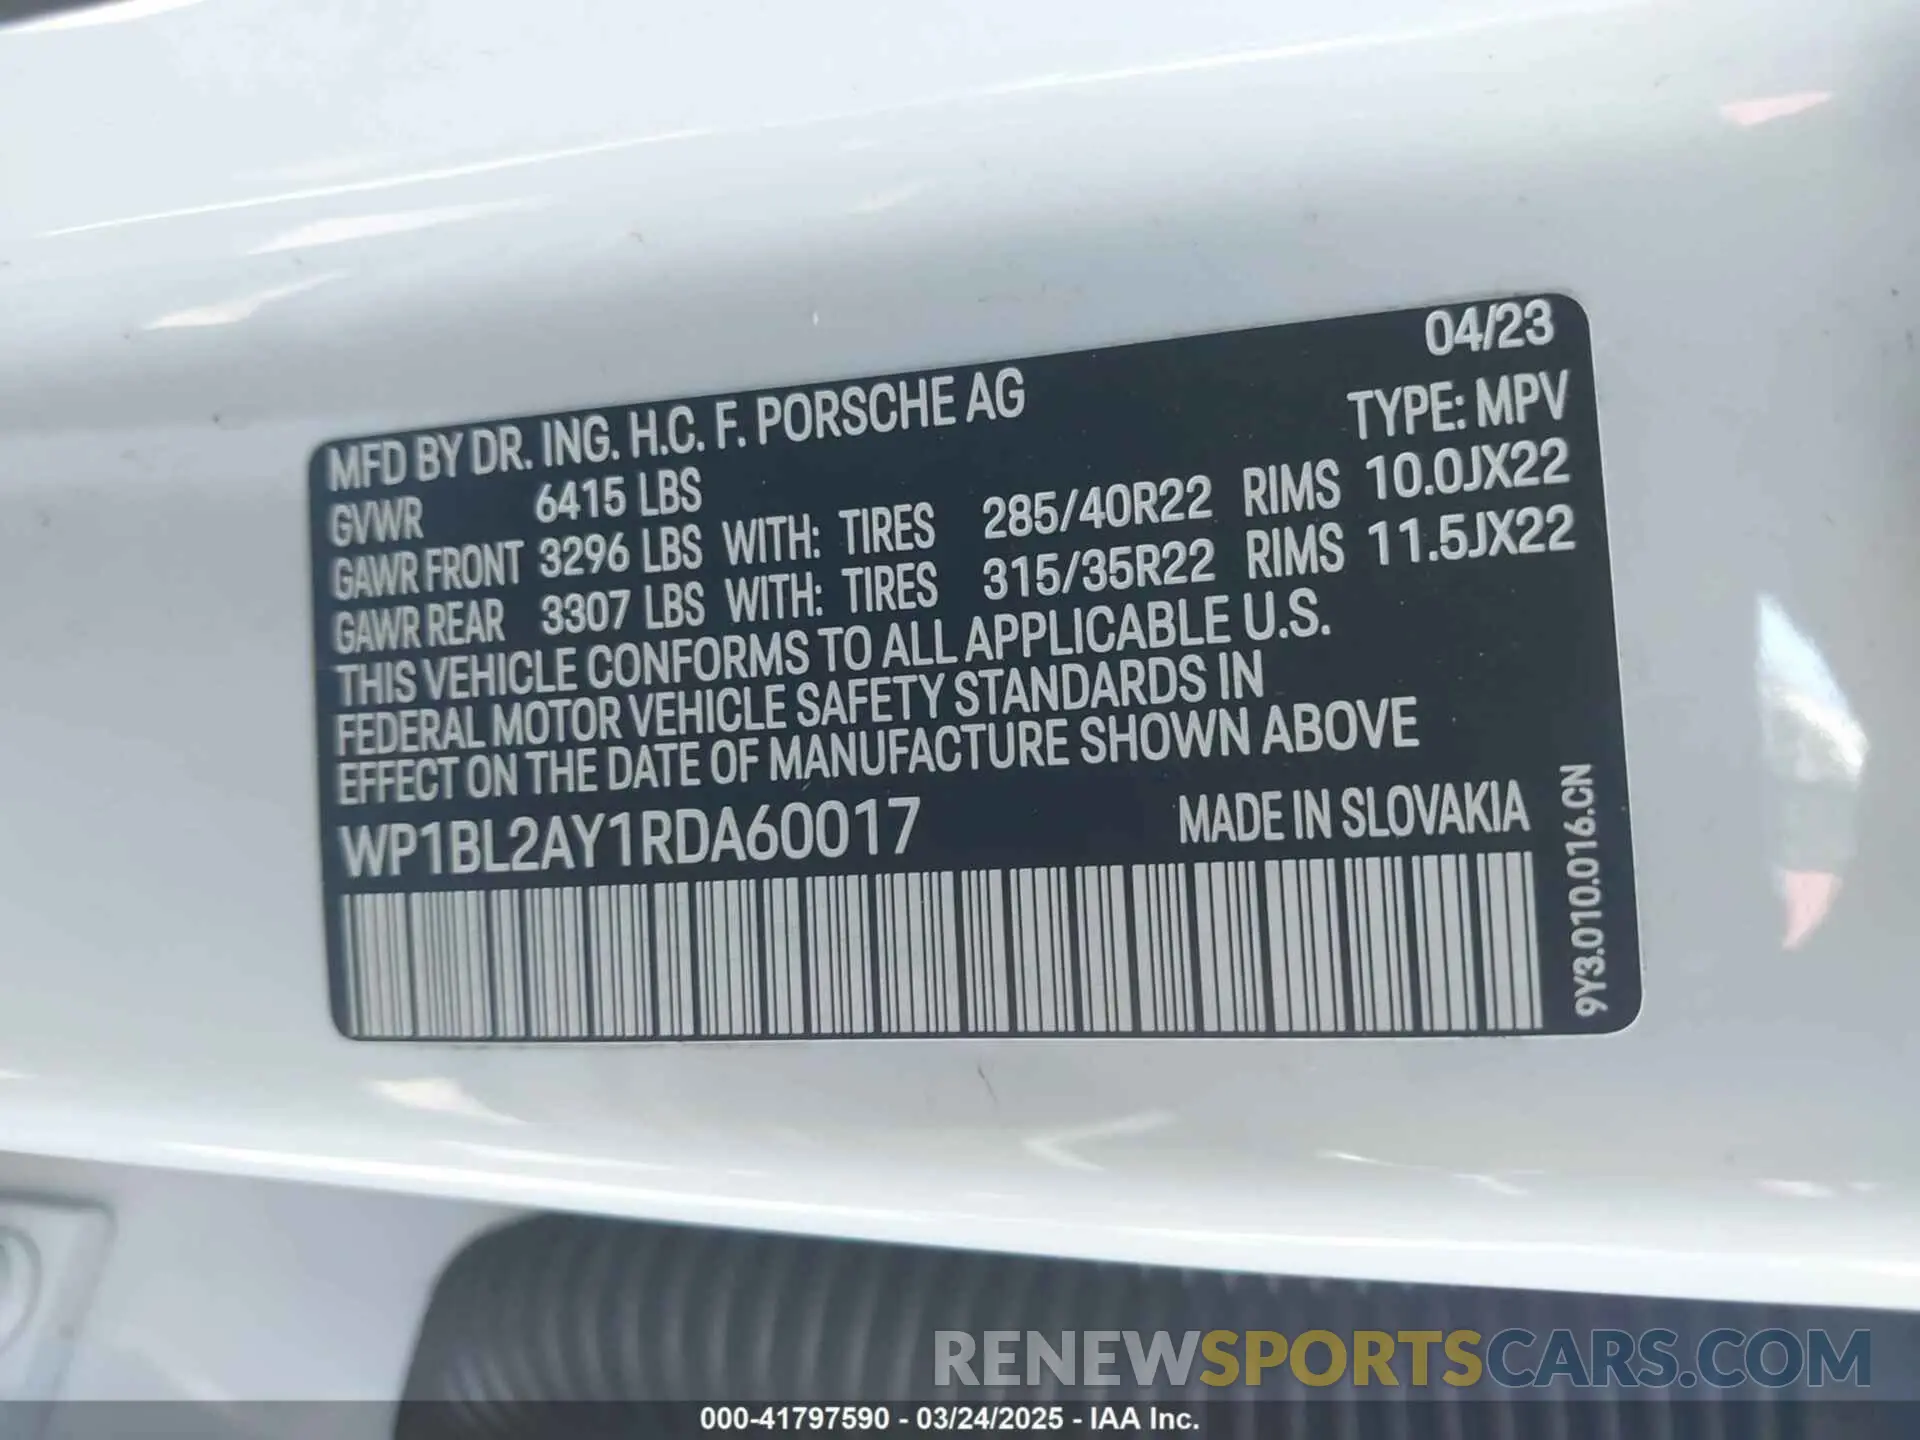 04/23
MFD BY DR. ING. H.C. F. PORSCHE AG
TYPE: MPV
GVWR 6415 LBS
GAWR FRONT 3296 LBS WITH: TIRES 285/40R22 RIMS 10.0JX22
GAWR REAR 3307 LBS WITH: TIRES 315/35R22 RIMS 11.5JX22
THIS VEHICLE CONFORMS TO ALL APPLICABLE U.S.
FEDERAL MOTOR VEHICLE SAFETY STANDARDS IN
EFFECT ON THE DATE OF MANUFACTURE SHOWN ABOVE
WP1BL2AY1RDA60017 MADE IN SLOVAKIA
9Y3.010.016.CN
RENEWSPORTSCARS.COM
000-41797590 - 03/24/2025 - IAA Inc.